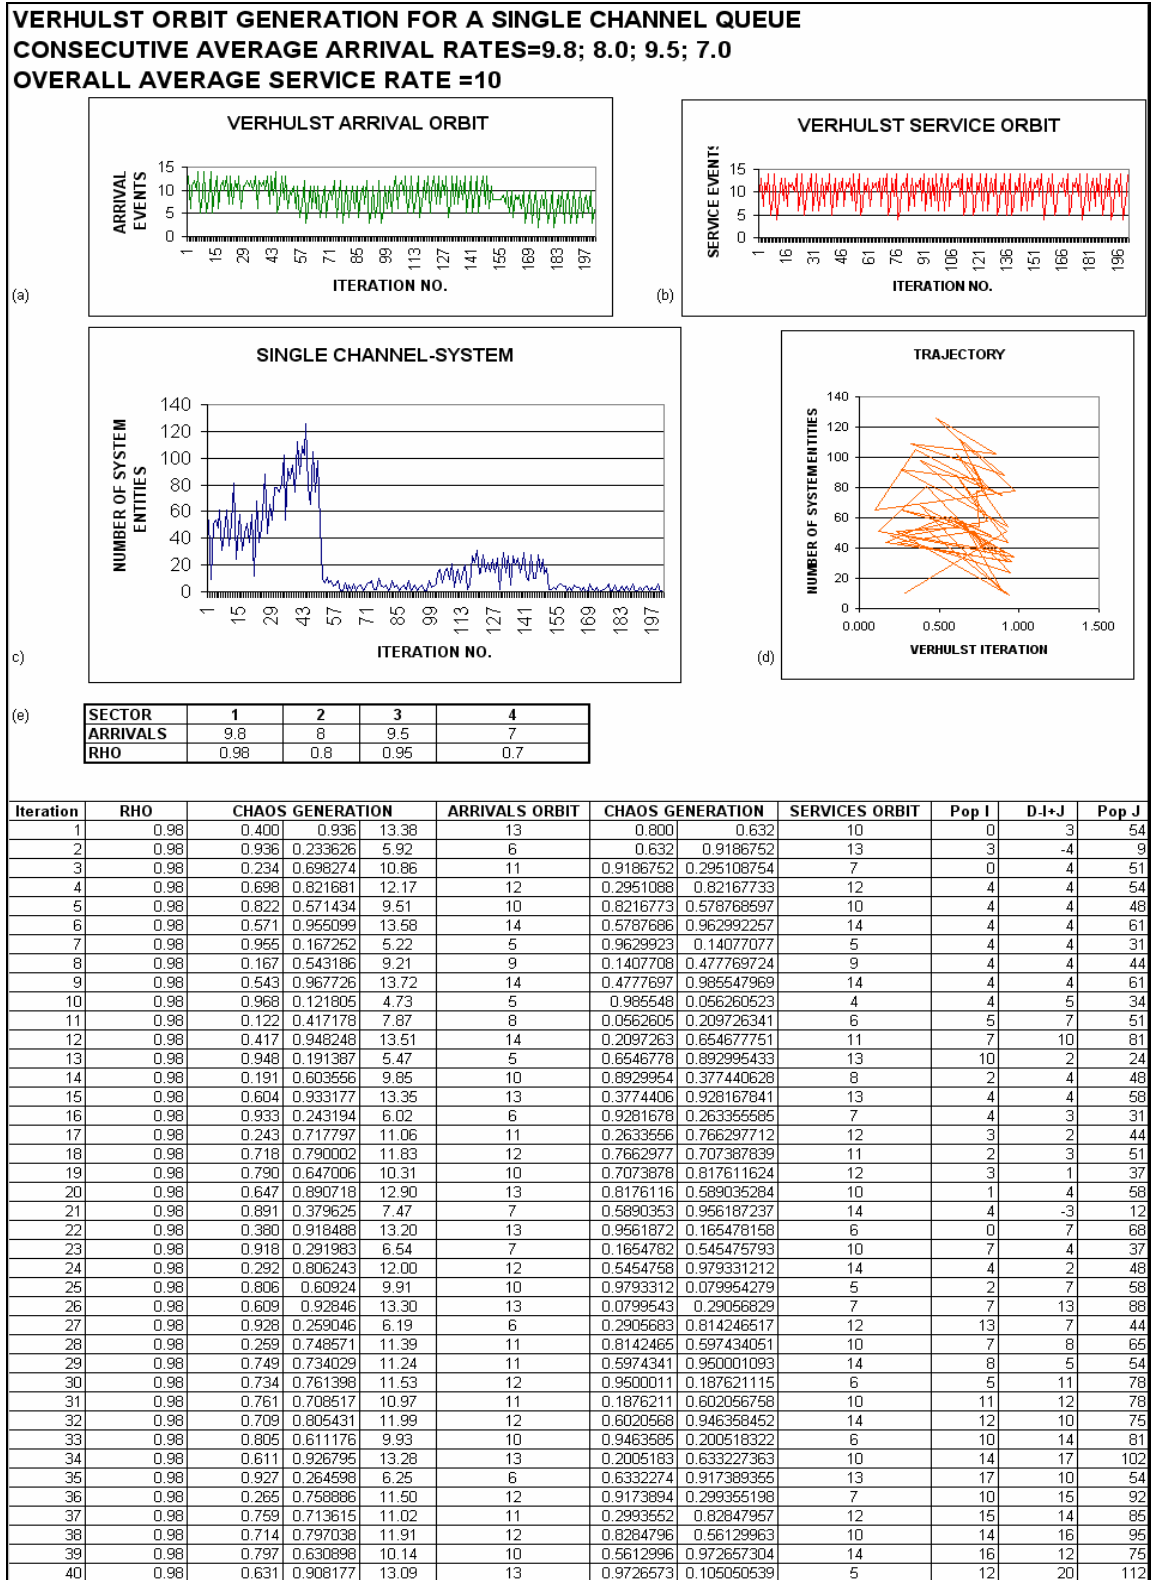 VERHULST ORBIT GENERATION FOR A SINGLE CHANNEL QUEUE
CONSECUTIVE AVERAGE ARRIVAL RATES=9.8; 8.0; 9.5; 7.0
OVERALL AVERAGE SERVICE RATE =10
VERHULST ARRIVAL ORBIT
ARRIVAL EVENTS
15
10
5
0
1 15 29 43 57 71 85 99 113 127 141 155 169 183 197
ITERATION NO.
(a)
VERHULST SERVICE ORBIT
SERVICE EVENTS
15
10
5
0
1 16 31 46 61 76 91 106 121 136 151 166 181 196
ITERATION NO.
(b)
SINGLE CHANNEL-SYSTEM
NUMBER OF SYSTEM ENTITIES
140
120
100
80
60
40
20
0
1 15 29 43 57 71 85 99 113 127 141 155 169 183 197
ITERATION NO.
c)
TRAJECTORY
NUMBER OF SYSTEM ENTITIES
140
120
100
80
60
40
20
0
0.000 0.500 1.000 1.500
VERHULST ITERATION
(d)
(e)
SECTOR 1 2 3 4
ARRIVALS 9.8 8 9.5 7
RHO 0.98 0.8 0.95 0.7
Iteration RHO CHAOS GENERATION ARRIVALS ORBIT CHAOS GENERATION SERVICES ORBIT Pop I D-I+J Pop J
1 0.98 0.400 0.936 13.38 13 0.800 0.632 10 0 3 54
2 0.98 0.936 0.233626 5.92 6 0.632 0.9186752 13 3 -4 9
3 0.98 0.234 0.698274 10.86 11 0.9186752 0.295108754 7 0 4 51
4 0.98 0.698 0.821681 12.17 12 0.2951088 0.82167733 12 4 4 54
5 0.98 0.822 0.571434 9.51 10 0.8216773 0.578768597 10 4 4 48
6 0.98 0.571 0.955099 13.58 14 0.5787686 0.962992257 14 4 4 61
7 0.98 0.955 0.167252 5.22 5 0.9629923 0.14077077 5 4 4 31
8 0.98 0.167 0.543186 9.21 9 0.1407708 0.477769724 9 4 4 44
9 0.98 0.543 0.967726 13.72 14 0.4777697 0.985547969 14 4 4 61
10 0.98 0.968 0.121805 4.73 5 0.985548 0.056260523 4 4 5 34
11 0.98 0.122 0.417178 7.87 8 0.0562605 0.209726341 6 5 7 51
12 0.98 0.417 0.948248 13.51 14 0.2097263 0.654677751 11 7 10 81
13 0.98 0.948 0.191387 5.47 5 0.6546778 0.892995433 13 10 2 24
14 0.98 0.191 0.603556 9.85 10 0.8929954 0.377440628 8 2 4 48
15 0.98 0.604 0.933177 13.35 13 0.3774406 0.928167841 13 4 4 58
16 0.98 0.933 0.243194 6.02 6 0.9281678 0.263355585 7 4 3 31
17 0.98 0.243 0.717797 11.06 11 0.2633556 0.766297712 12 3 2 44
18 0.98 0.718 0.790002 11.83 12 0.7662977 0.707387839 11 2 3 51
19 0.98 0.790 0.647006 10.31 10 0.7073878 0.817611624 12 3 1 37
20 0.98 0.647 0.890718 12.90 13 0.8176116 0.589035284 10 1 4 58
21 0.98 0.891 0.379625 7.47 7 0.5890353 0.956187237 14 4 -3 12
22 0.98 0.380 0.918488 13.20 13 0.9561872 0.165478158 6 0 7 68
23 0.98 0.918 0.291983 6.54 7 0.1654782 0.545475793 10 7 4 37
24 0.98 0.292 0.806243 12.00 12 0.5454758 0.979331212 14 4 2 48
25 0.98 0.806 0.60924 9.91 10 0.9793312 0.079954279 5 2 7 58
26 0.98 0.609 0.92846 13.30 13 0.0799543 0.29056829 7 7 13 88
27 0.98 0.928 0.259046 6.19 6 0.2905683 0.814246517 12 13 7 44
28 0.98 0.259 0.748571 11.39 11 0.8142465 0.597434051 10 7 8 65
29 0.98 0.749 0.734029 11.24 11 0.5974341 0.950001093 14 8 5 54
30 0.98 0.734 0.761398 11.53 12 0.9500011 0.187621115 6 5 11 78
31 0.98 0.761 0.708517 10.97 11 0.1876211 0.602056758 10 11 12 78
32 0.98 0.709 0.805431 11.99 12 0.6020568 0.946358452 14 12 10 75
33 0.98 0.805 0.611176 9.93 10 0.9463585 0.200518322 6 10 14 81
34 0.98 0.611 0.926795 13.28 13 0.2005183 0.633227363 10 14 17 102
35 0.98 0.927 0.264598 6.25 6 0.6332274 0.917389355 13 17 10 54
36 0.98 0.265 0.758886 11.50 12 0.9173894 0.299355198 7 10 15 92
37 0.98 0.759 0.713615 11.02 11 0.2993552 0.82847957 12 15 14 85
38 0.98 0.714 0.797038 11.91 12 0.8284796 0.56129963 10 14 16 95
39 0.98 0.797 0.630898 10.14 10 0.5612996 0.972657304 14 16 12 75
40 0.98 0.631 0.908177 13.09 13 0.9726573 0.105050539 5 12 20 112